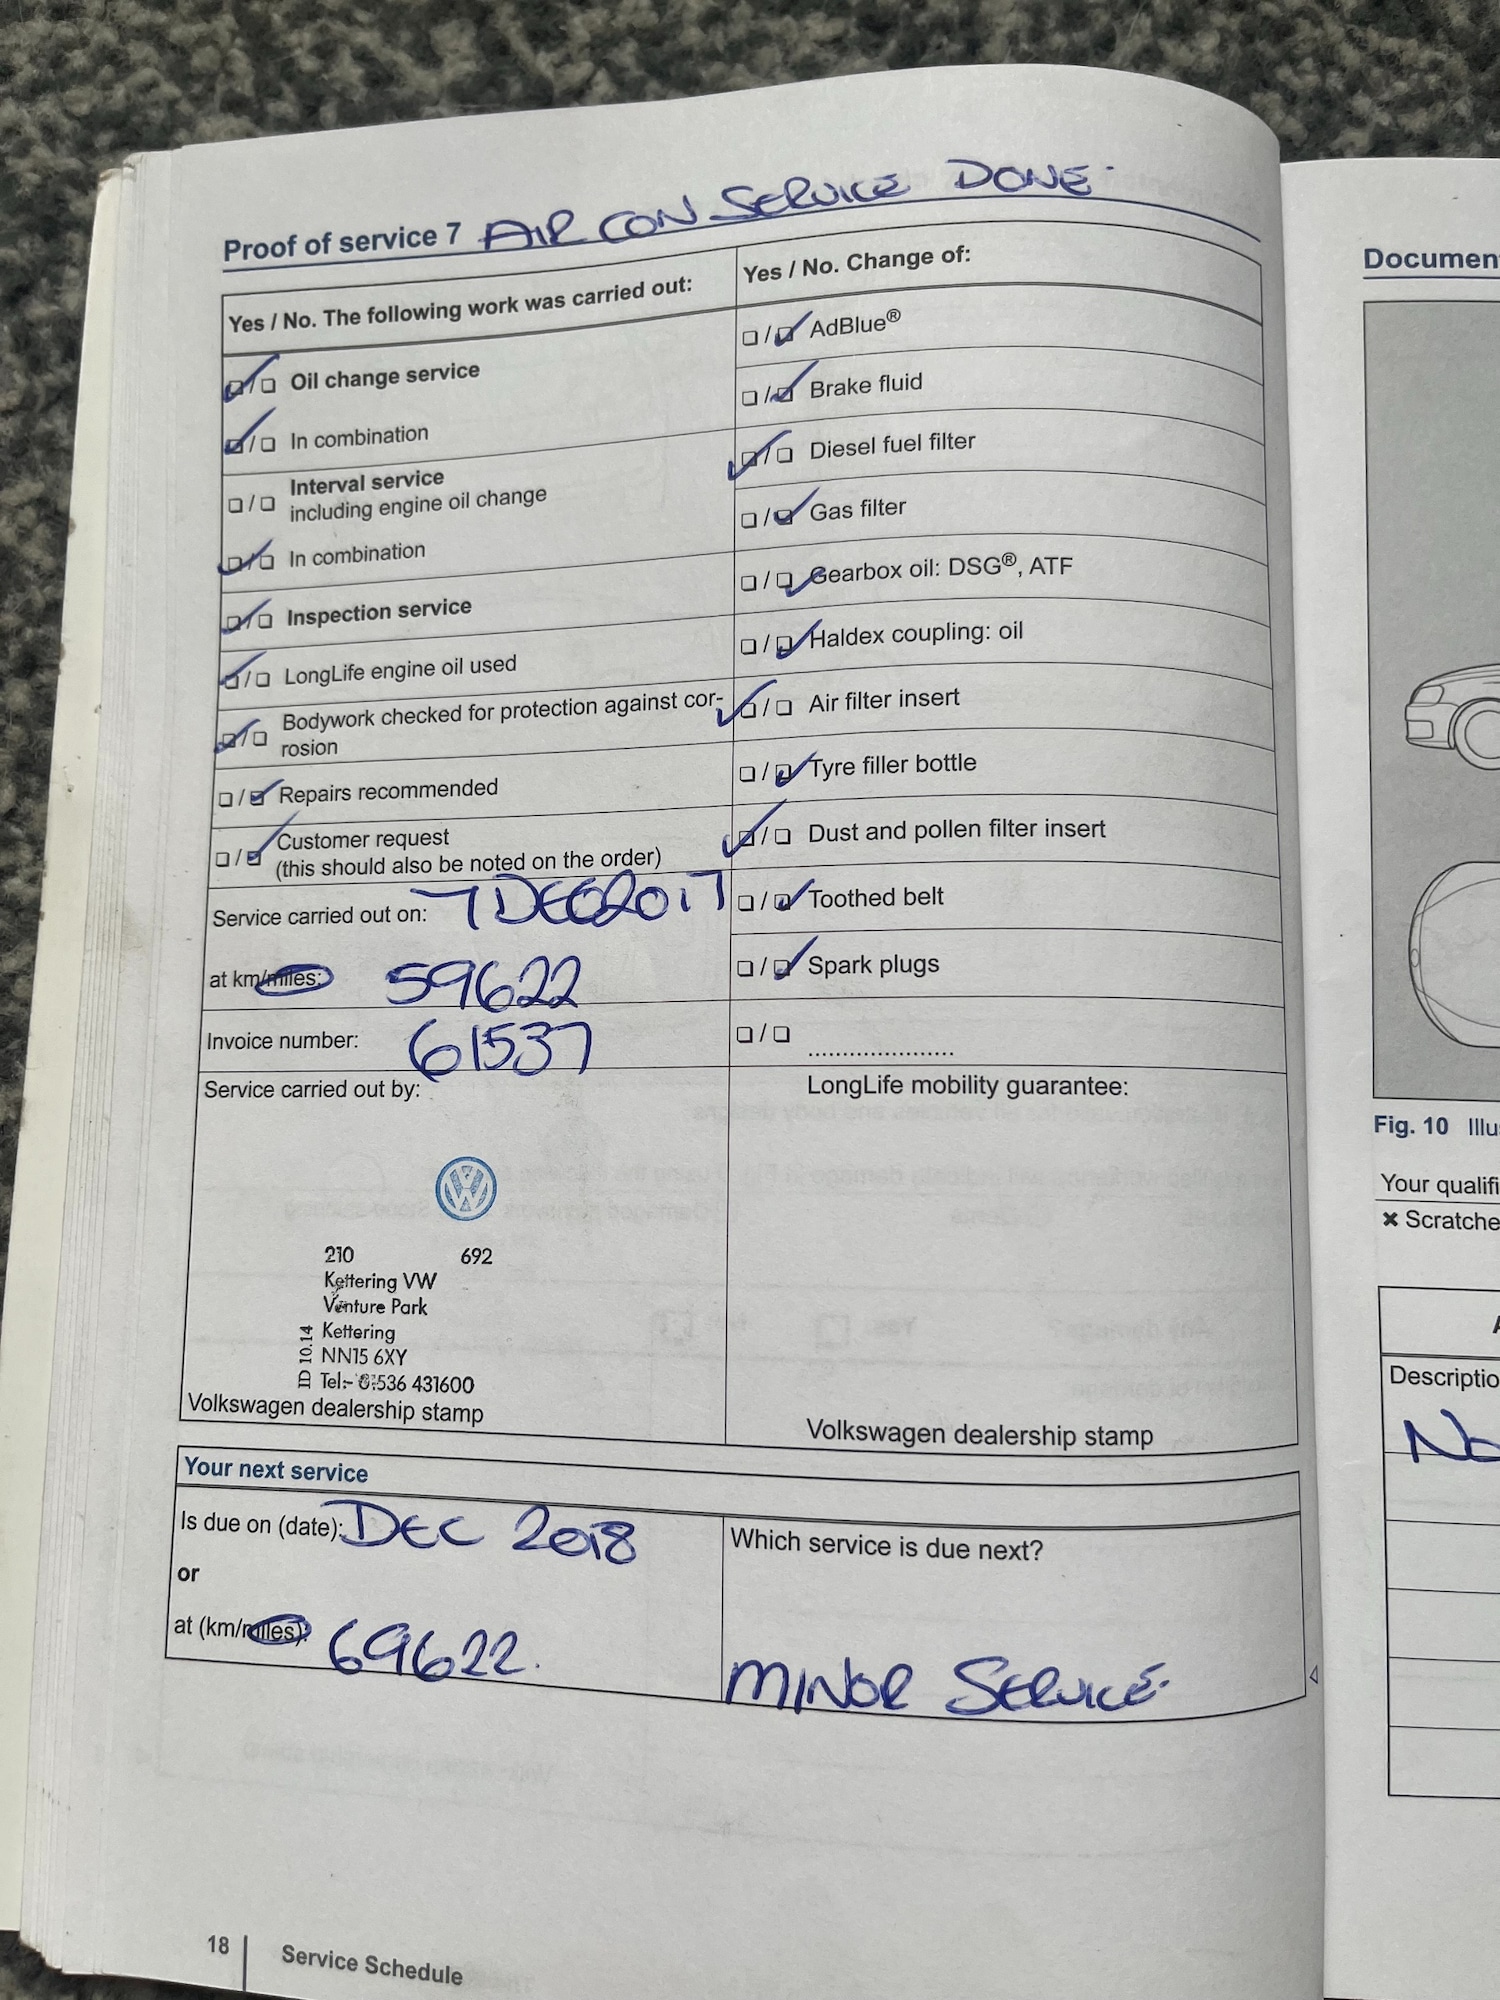 Proof of service 7 AIR CON SERVICE DONE.
Yes / No. The following work was carried out:
Oil change service
In combination
Interval service
including engine oil change
In combination
Inspection service
LongLife engine oil used
Bodywork checked for protection against cor-
rosion
Repairs recommended
Customer request
(this should also be noted on the order)
Service carried out on: 7 DEC 2017
at km/miles: 59622
Invoice number: 61537
Service carried out by:
210 692
Kettering VW
Venture Park
Kettering
NN15 6XY
Tel:- 01536 431600
ID 10.14
Volkswagen dealership stamp
Yes / No. Change of:
AdBlue®
Brake fluid
Diesel fuel filter
Gas filter
Gearbox oil: DSG®, ATF
Haldex coupling: oil
Air filter insert
Tyre filler bottle
Dust and pollen filter insert
Toothed belt
Spark plugs
.....................
LongLife mobility guarantee:
Volkswagen dealership stamp
Your next service
Is due on (date): DEC 2018
or
at (km/miles): 69622.
Which service is due next?
MINOR SERVICE.
18 Service Schedule
Documen
Fig. 10 Illu
Your qualifi
× Scratche
Descriptio
No